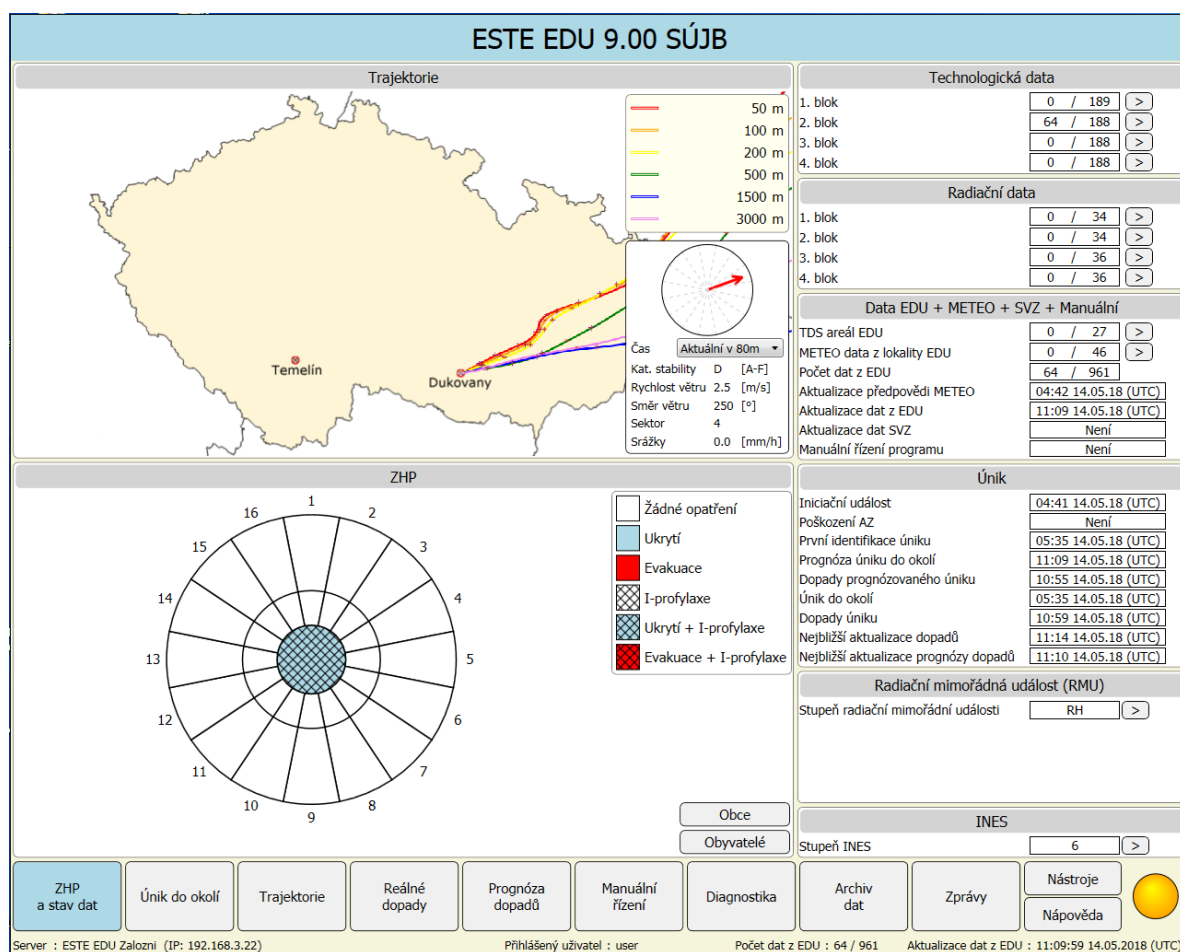 ESTE EDU 9.00 SÚJB
Trajektorie
50 m
100 m
200 m
500 m
1500 m
3000 m
Temelín
Dukovany
Čas Aktuální v 80m
Kat. stability D [A-F]
Rychlost větru 2.5 [m/s]
Směr větru 250 [°]
Sektor 4
Srážky 0.0 [mm/h]
Technologická data
1. blok 0 / 189 >
2. blok 64 / 188 >
3. blok 0 / 188 >
4. blok 0 / 188 >
Radiační data
1. blok 0 / 34 >
2. blok 0 / 34 >
3. blok 0 / 36 >
4. blok 0 / 36 >
Data EDU + METEO + SVZ + Manuální
TDS areál EDU 0 / 27 >
METEO data z lokality EDU 0 / 46 >
Počet dat z EDU 64 / 961
Aktualizace předpovědi METEO 04:42 14.05.18 (UTC)
Aktualizace dat z EDU 11:09 14.05.18 (UTC)
Aktualizace dat SVZ Není
Manuální řízení programu Není
ZHP
1
2
3
4
5
6
7
8
9
10
11
12
13
14
15
16
Žádné opatření
Ukrytí
Evakuace
I-profylaxe
Ukrytí + I-profylaxe
Evakuace + I-profylaxe
Obce
Obyvatelé
Únik
Iniciační událost 04:41 14.05.18 (UTC)
Poškození AZ Není
První identifikace úniku 05:35 14.05.18 (UTC)
Prognóza úniku do okolí 11:09 14.05.18 (UTC)
Dopady prognózovaného úniku 10:55 14.05.18 (UTC)
Únik do okolí 05:35 14.05.18 (UTC)
Dopady úniku 10:59 14.05.18 (UTC)
Nejbližší aktualizace dopadů 11:14 14.05.18 (UTC)
Nejbližší aktualizace prognózy dopadů 11:10 14.05.18 (UTC)
Radiační mimořádná událost (RMU)
Stupeň radiační mimořádní události RH >
INES
Stupeň INES 6 >
ZHP
a stav dat
Únik do okolí
Trajektorie
Reálné
dopady
Prognóza
dopadů
Manuální
řízení
Diagnostika
Archiv
dat
Zprávy
Nástroje
Nápověda
Server : ESTE EDU Zalozni (IP: 192.168.3.22) Přihlášený uživatel : user Počet dat z EDU : 64 / 961 Aktualizace dat z EDU : 11:09:59 14.05.2018 (UTC)